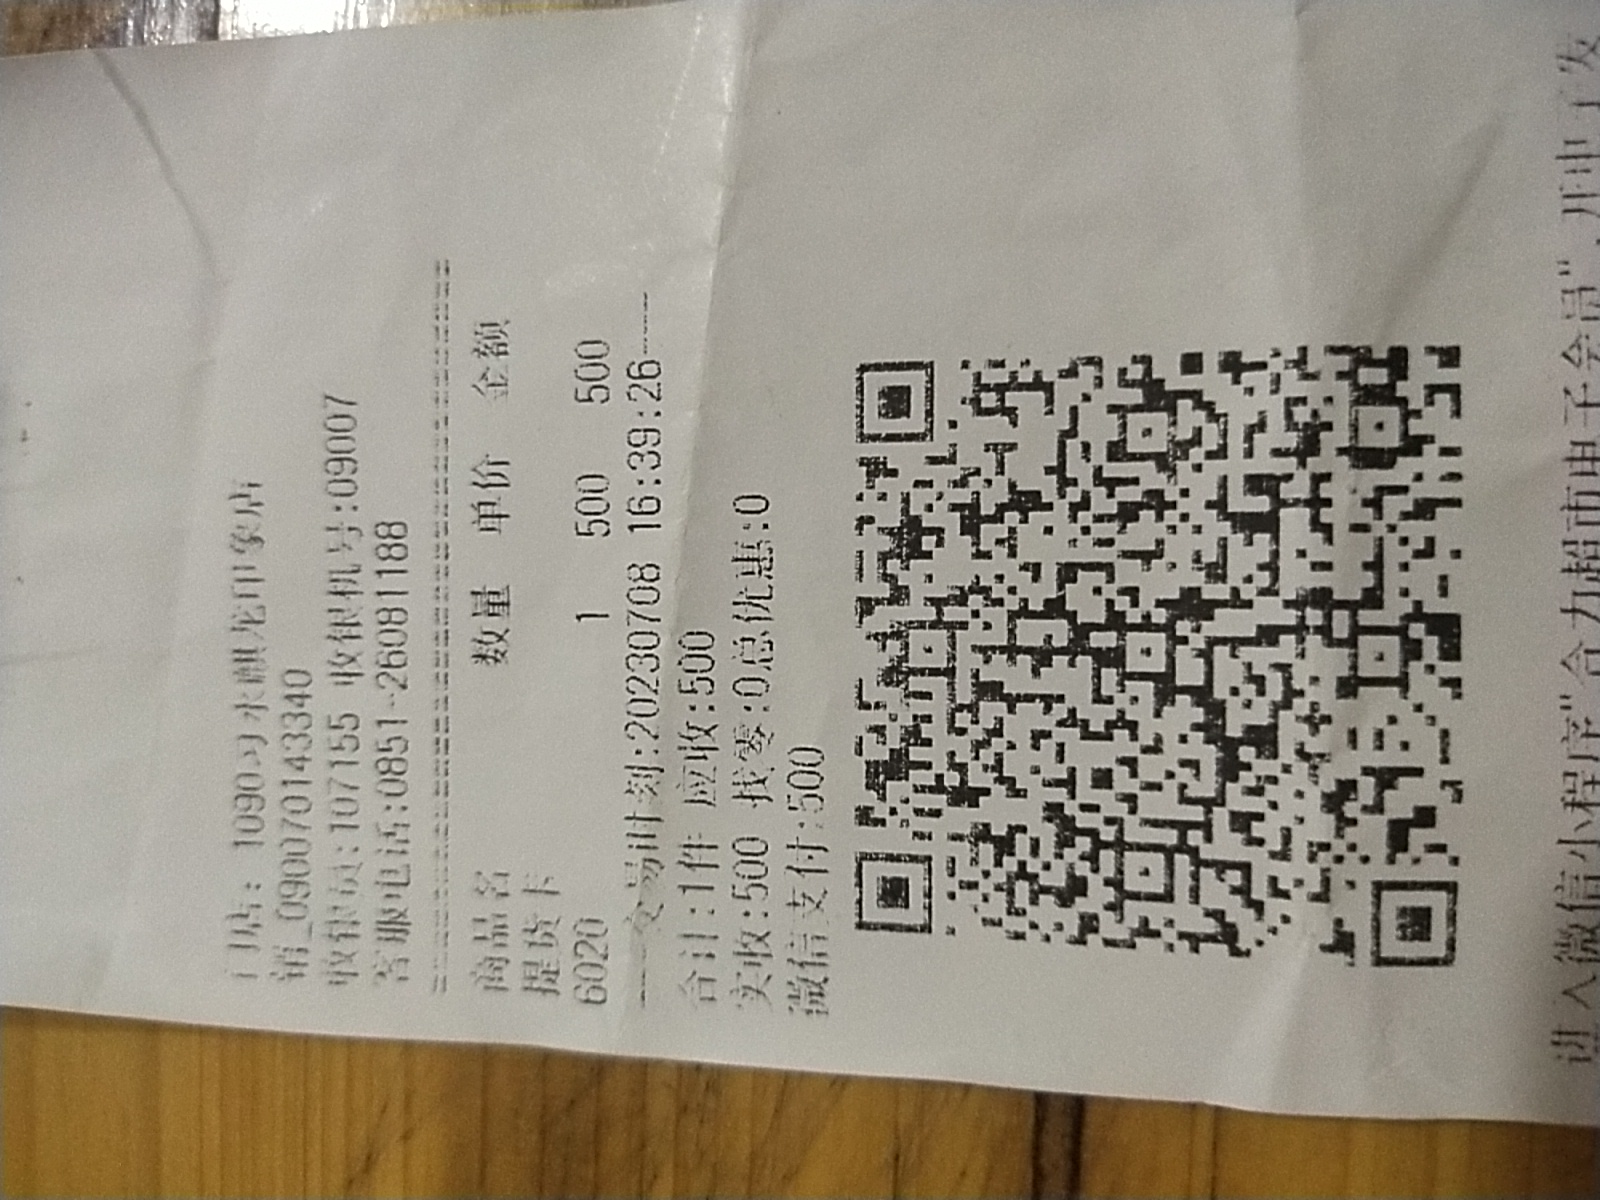 门店: 1090习水麒龙印象店
销_090070143340
收银员:107155 收银机号:09007
客服电话:0851-26081188
商品名 数量 单价 金额
提货卡
6020 1 500 500
交易时刻:20230708 16:39:26
合计:1件 应收:500
实收:500 找零:0总优惠:0
微信支付:500
进入微信小程序"合力超市电子会员",开电子发